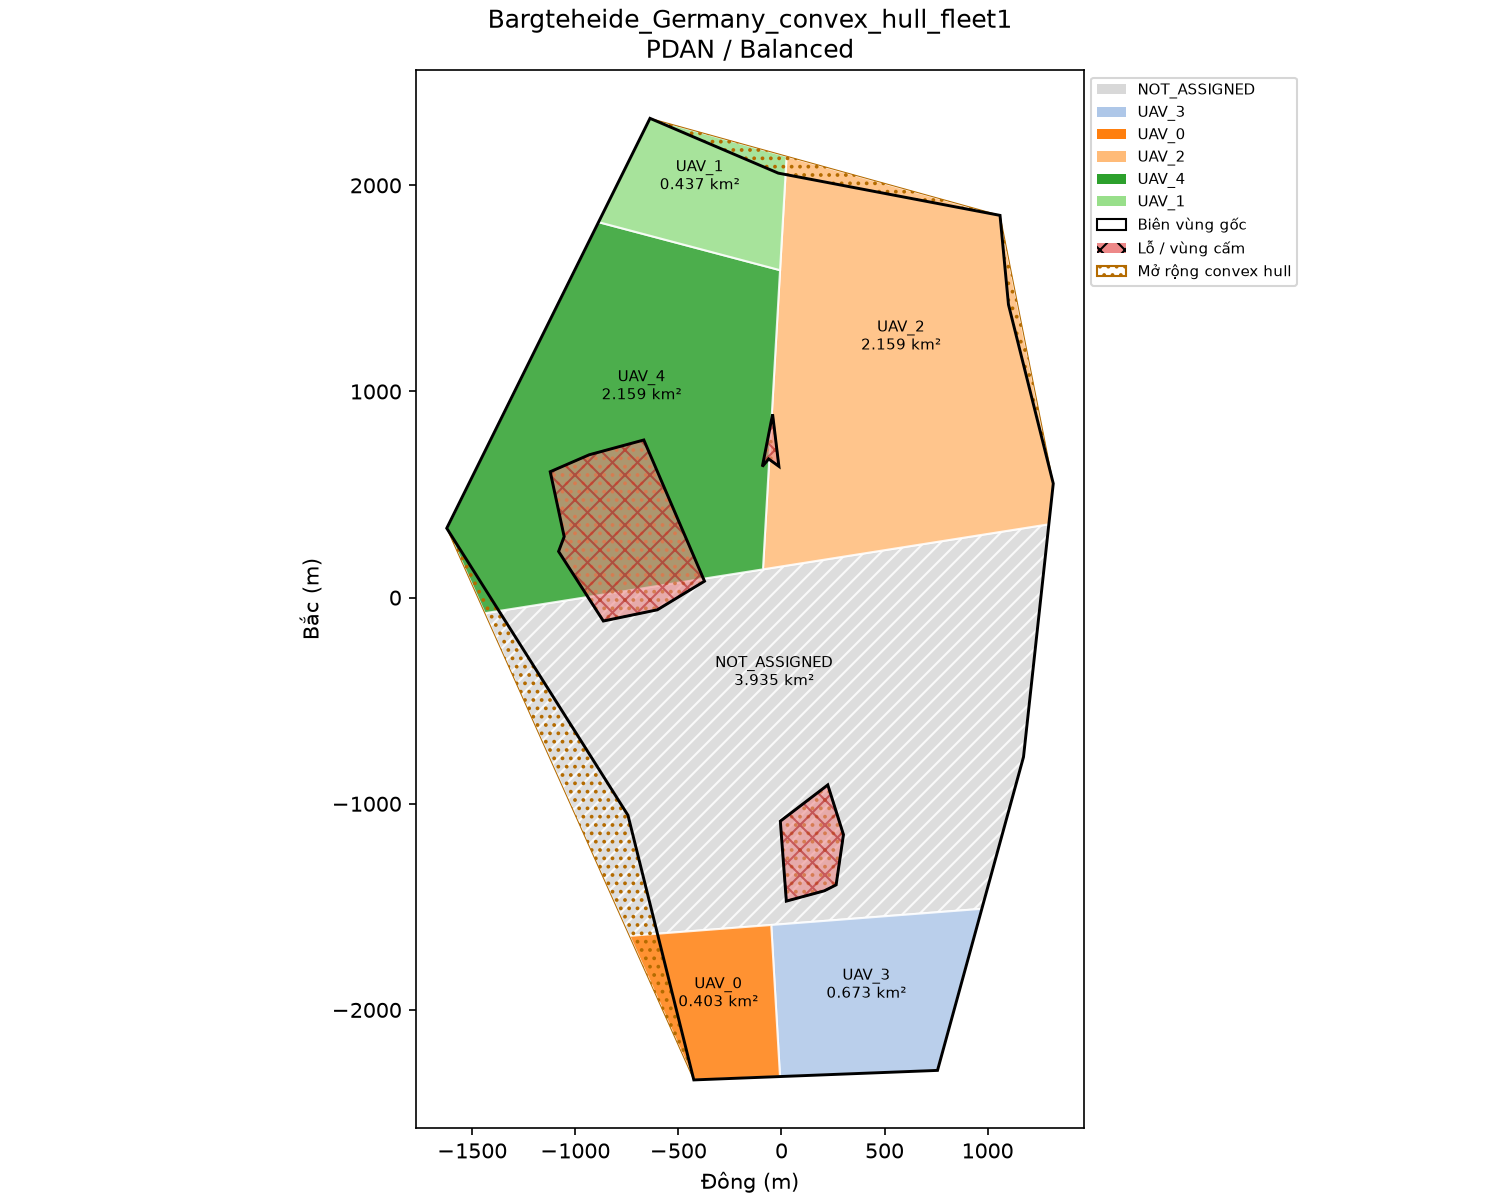 Bargteheide_Germany_convex_hull_fleet1
PDAN / Balanced
NOT_ASSIGNED
UAV_3
UAV_0
UAV_2
UAV_4
UAV_1
Biên vùng gốc
Lỗ / vùng cấm
Mở rộng convex hull
UAV_1
0.437 km²
UAV_2
2.159 km²
UAV_4
2.159 km²
NOT_ASSIGNED
3.935 km²
UAV_0
0.403 km²
UAV_3
0.673 km²
2000
1000
0
−1000
−2000
Bắc (m)
−1500
−1000
−500
0
500
1000
Đông (m)